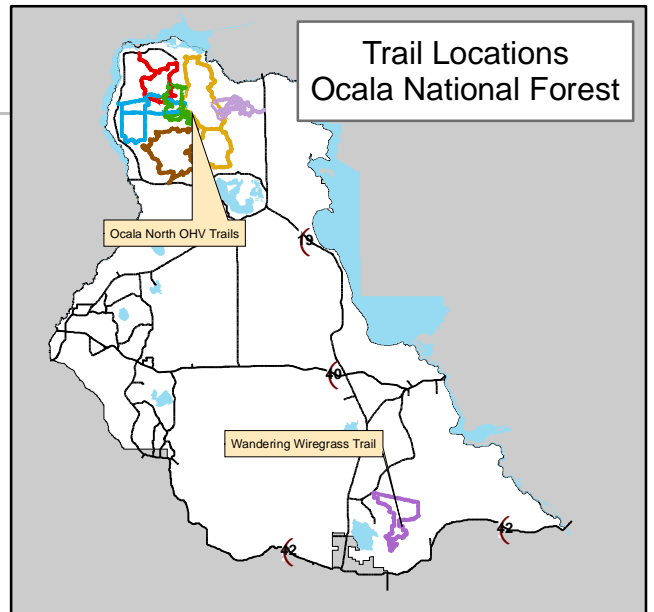 Trail Locations
Ocala National Forest
Ocala North OHV Trails
19
40
Wandering Wiregrass Trail
42
42